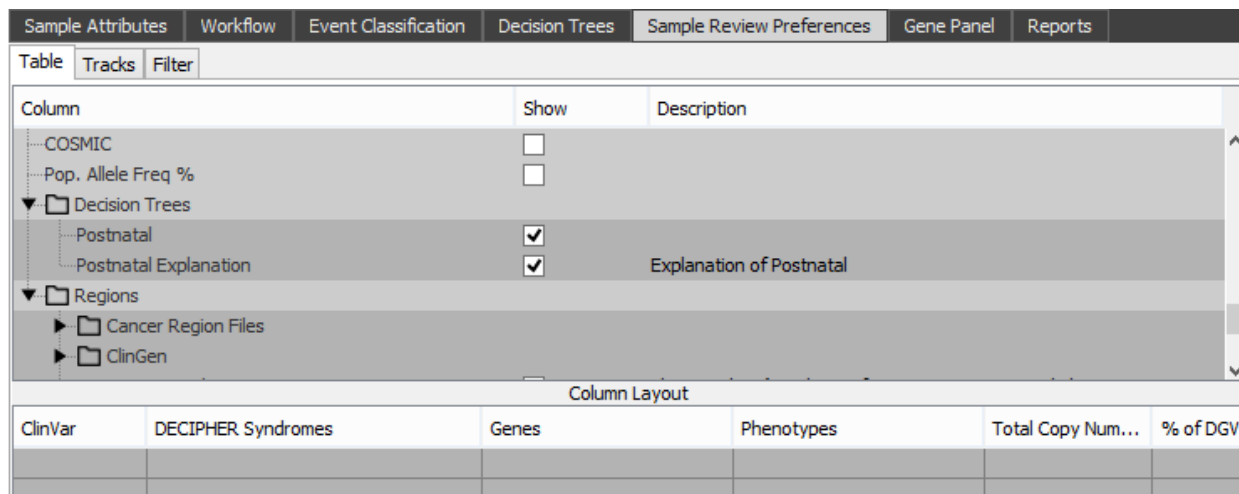 Sample Attributes Workflow Event Classification Decision Trees Sample Review Preferences Gene Panel Reports
Table Tracks Filter
Column Show Description
COSMIC
Pop. Allele Freq %
Decision Trees
Postnatal
Postnatal Explanation Explanation of Postnatal
Regions
Cancer Region Files
ClinGen
Column Layout
ClinVar DECIPHER Syndromes Genes Phenotypes Total Copy Num... % of DGV